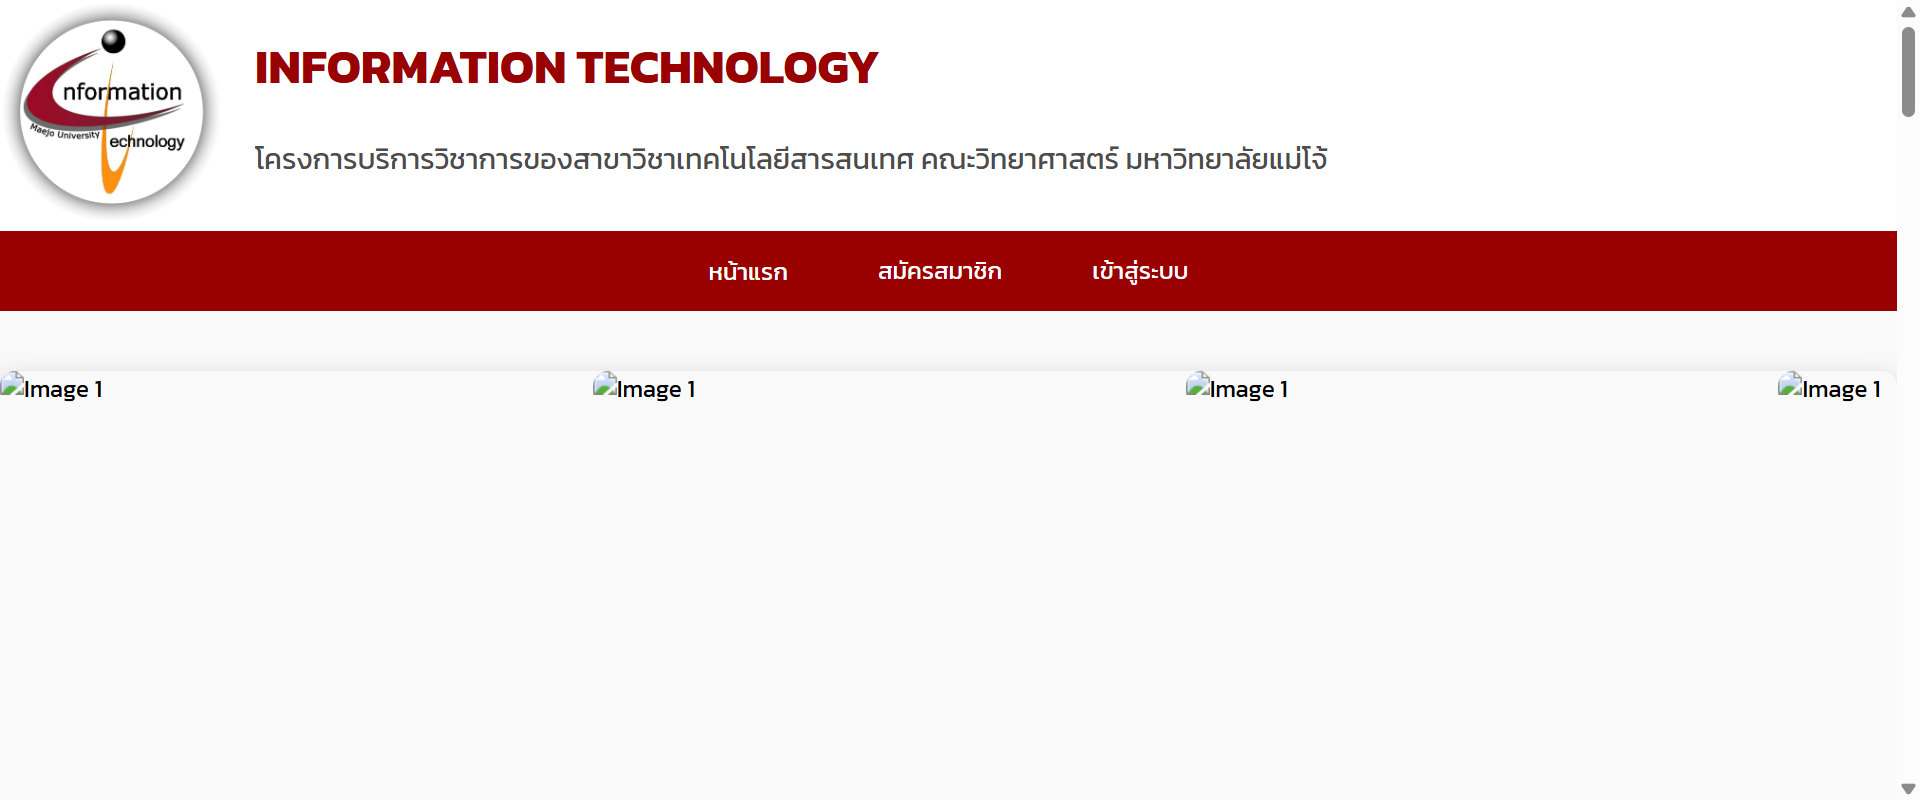 nformation
Maejo University
echnology
INFORMATION TECHNOLOGY
โครงการบริการวิชาการของสาขาวิชาเทคโนโลยีสารสนเทศ คณะวิทยาศาสตร์ มหาวิทยาลัยแม่โจ้
หน้าแรก สมัครสมาชิก เข้าสู่ระบบ
Image 1 Image 1 Image 1 Image 1